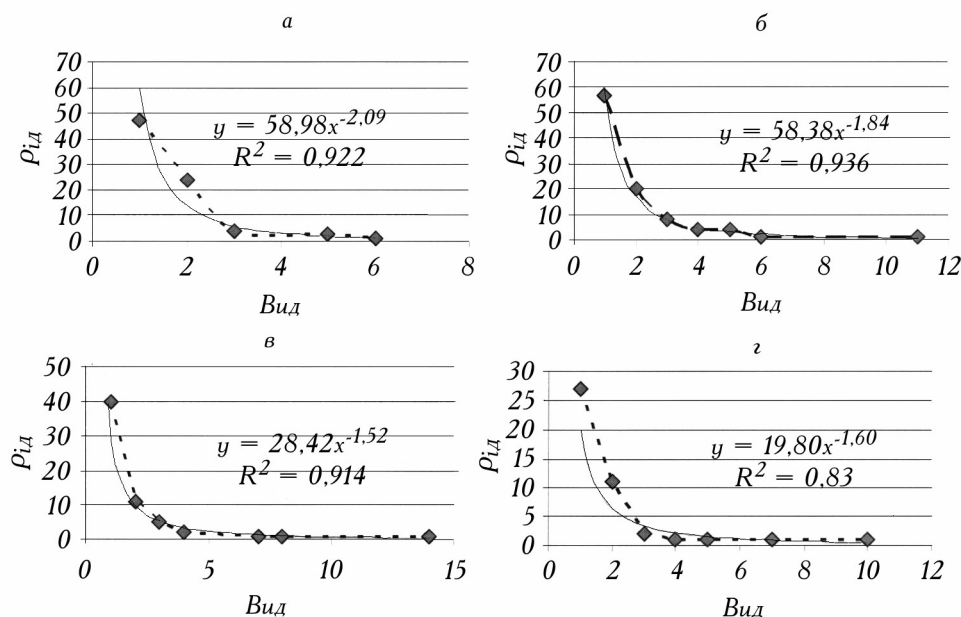 а
70
60
50
40
30
20
10
0
ρiд
y = 58,98x-2,09
R2 = 0,922
0 2 4 6 8
Вид
б
70
60
50
40
30
20
10
0
ρiд
y = 58,38x-1,84
R2 = 0,936
0 2 4 6 8 10 12
Вид
в
50
40
30
20
10
0
ρiд
y = 28,42x-1,52
R2 = 0,914
0 5 10 15
Вид
г
30
25
20
15
10
5
0
ρiд
y = 19,80x-1,60
R2 = 0,83
0 2 4 6 8 10 12
Вид